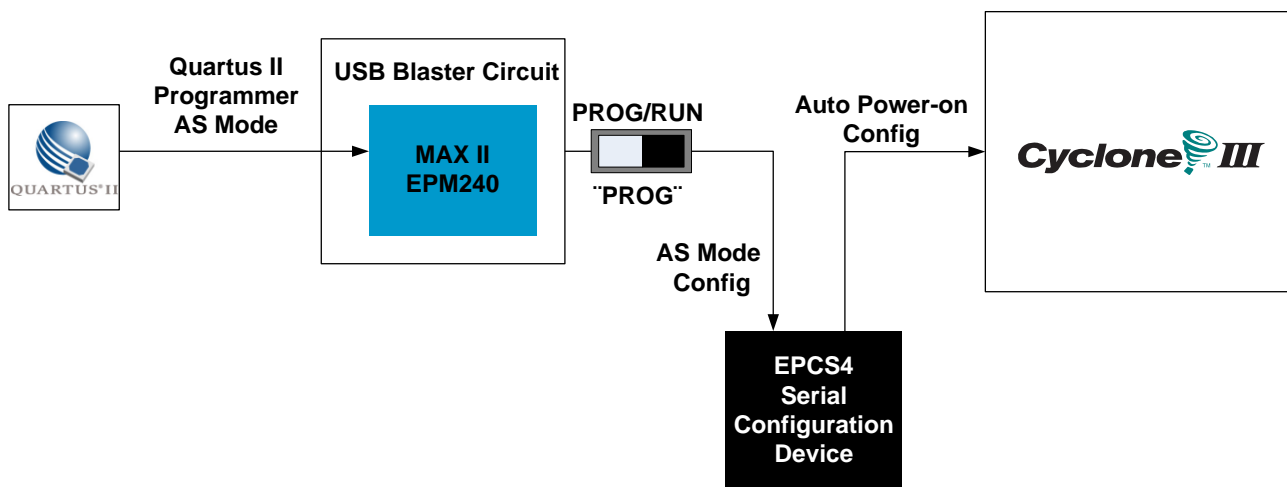 Quartus II
Programmer
AS Mode
QUARTUS® II
USB Blaster Circuit
MAX II
EPM240
PROG/RUN
¨PROG¨
AS Mode
Config
EPCS4
Serial
Configuration
Device
Auto Power-on
Config
Cyclone™ III